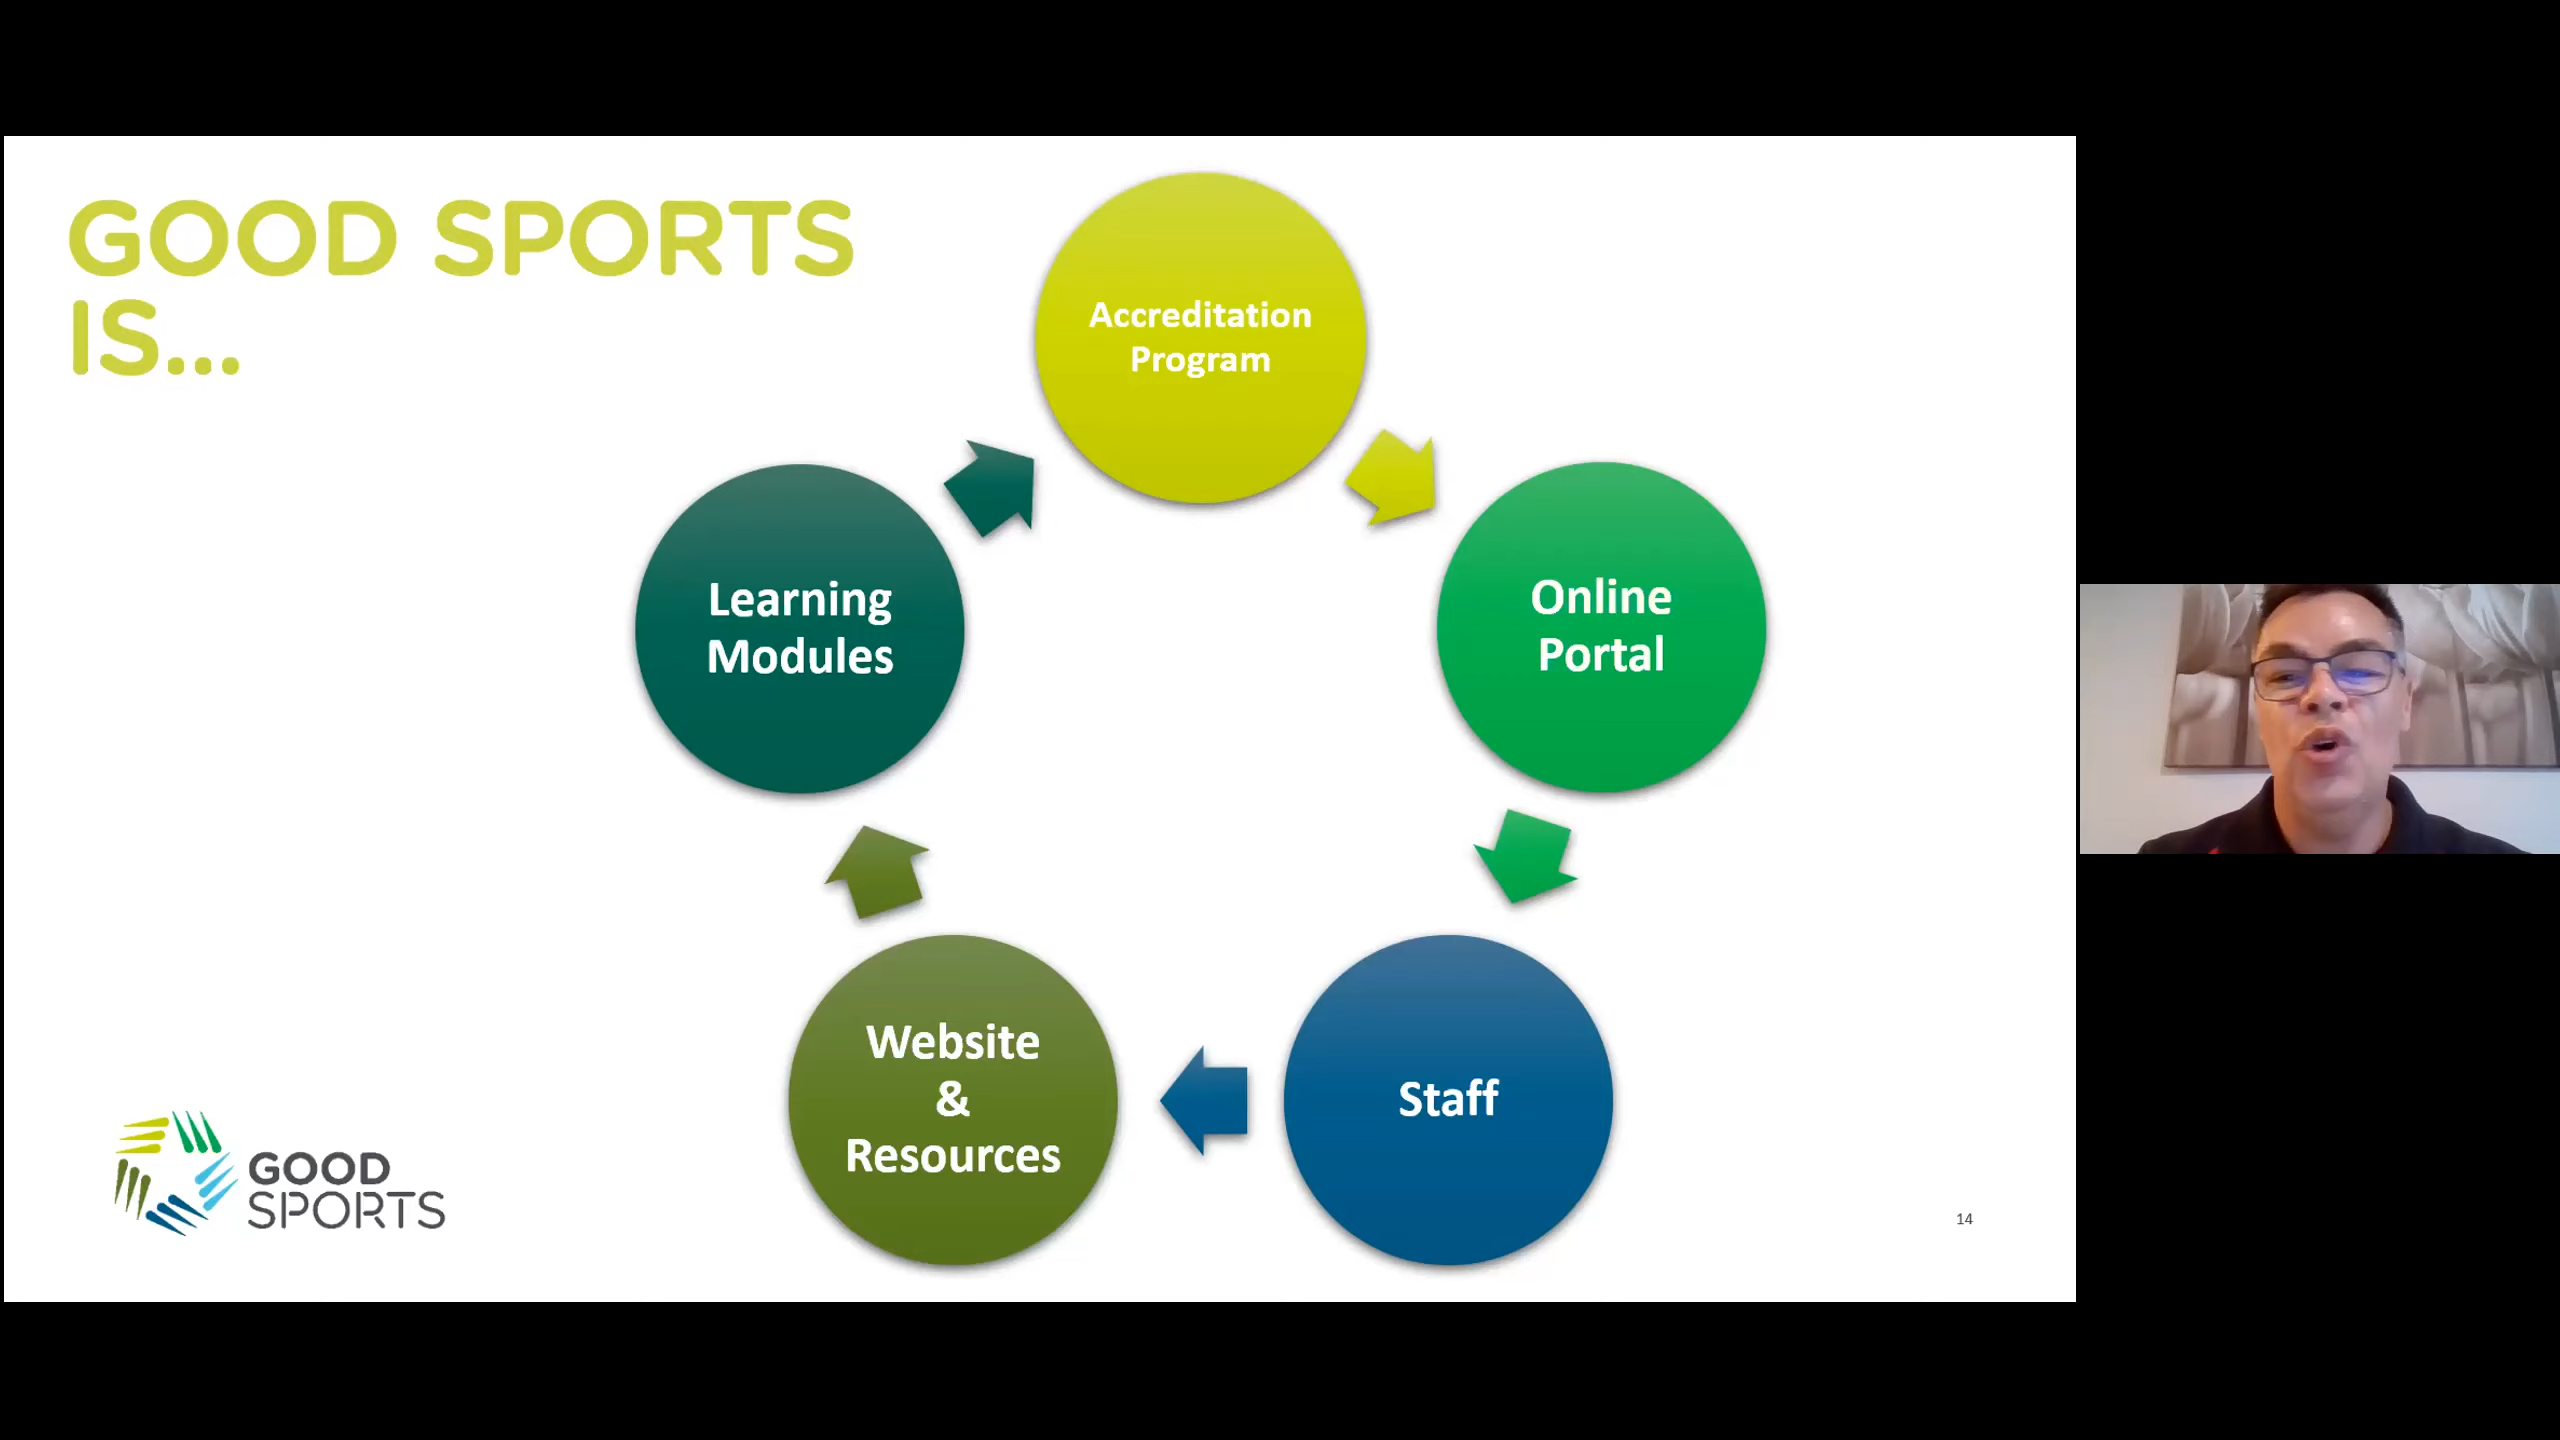 GOOD SPORTS
IS...
Accreditation
Program
Online
Portal
Staff
Website
&
Resources
Learning
Modules
GOOD
SPORTS
14